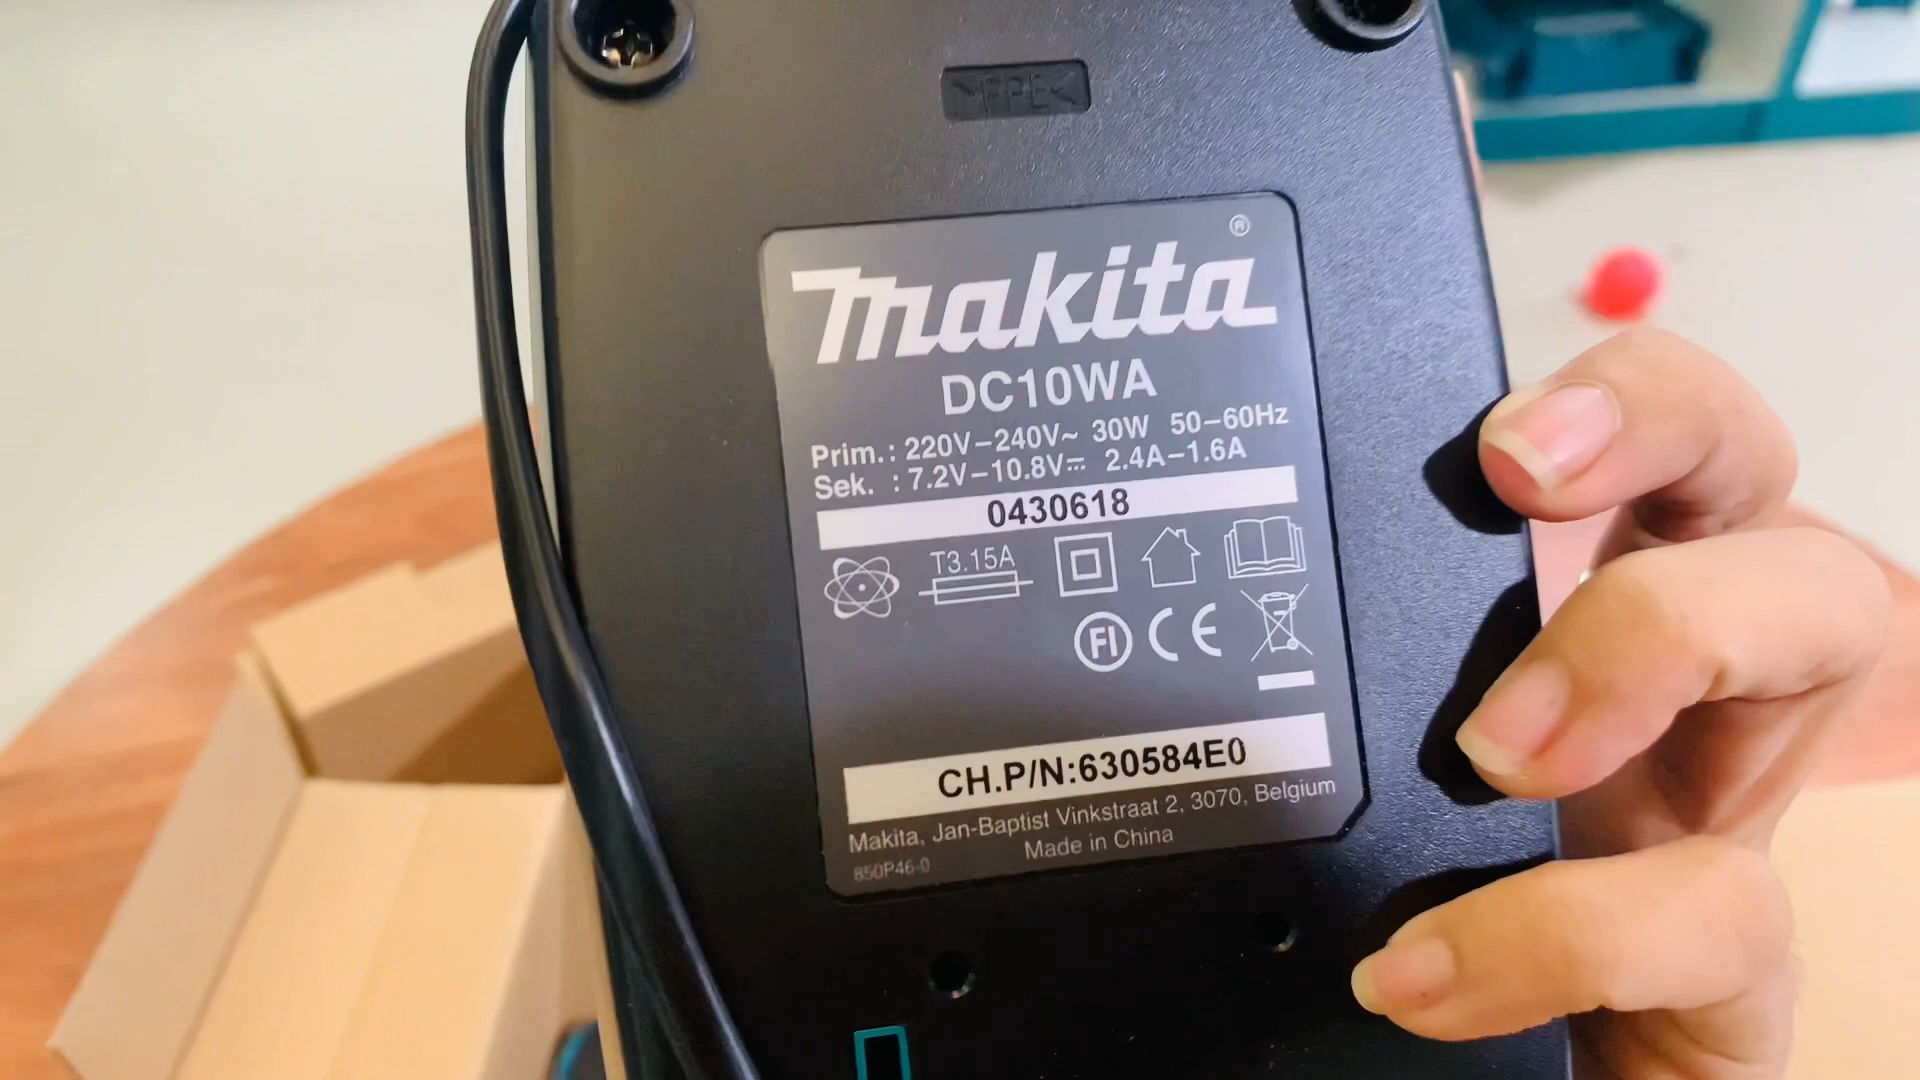 >PPE<
makita®
DC10WA
Prim.: 220V–240V~ 30W 50–60Hz
Sek. : 7.2V–10.8V⎓ 2.4A–1.6A
0430618
T3.15A
FI CE
CH.P/N:630584E0
Makita, Jan-Baptist Vinkstraat 2, 3070, Belgium
Made in China
850P46-0